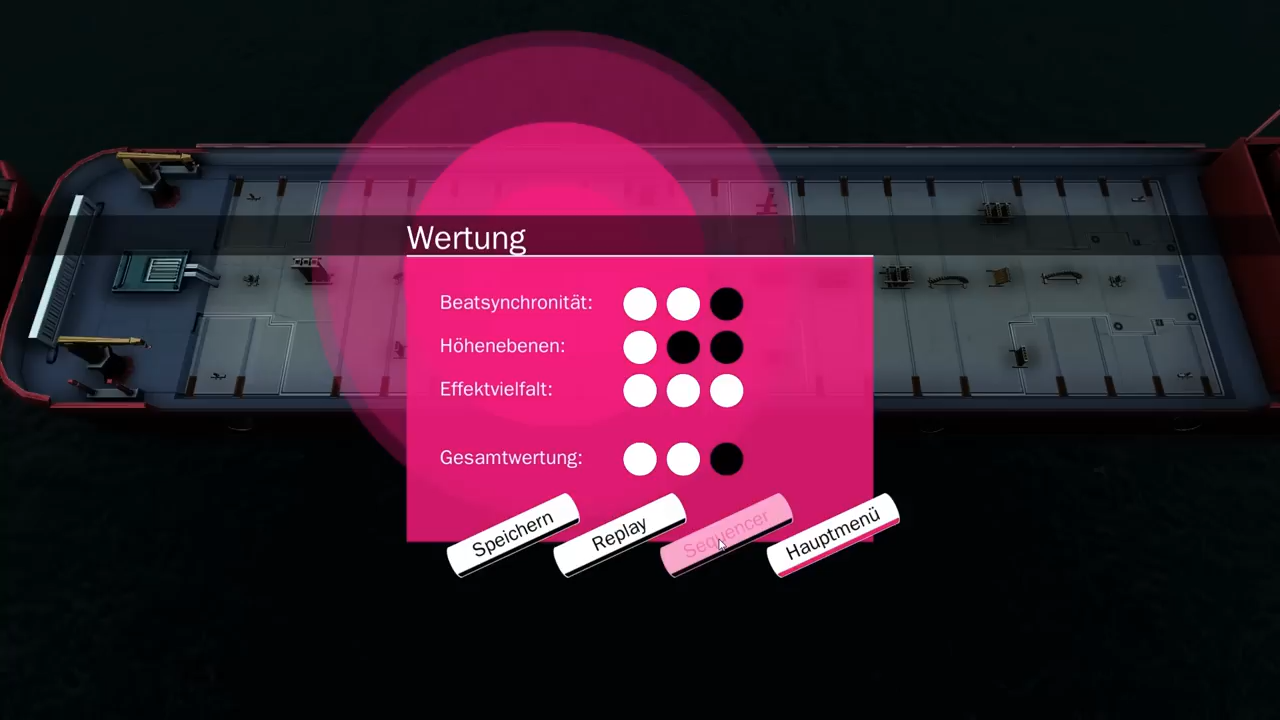 Wertung
Beatsynchronität:
Höhenebenen:
Effektvielfalt:
Gesamtwertung:
Speichern
Replay
Sequencer
Hauptmenü